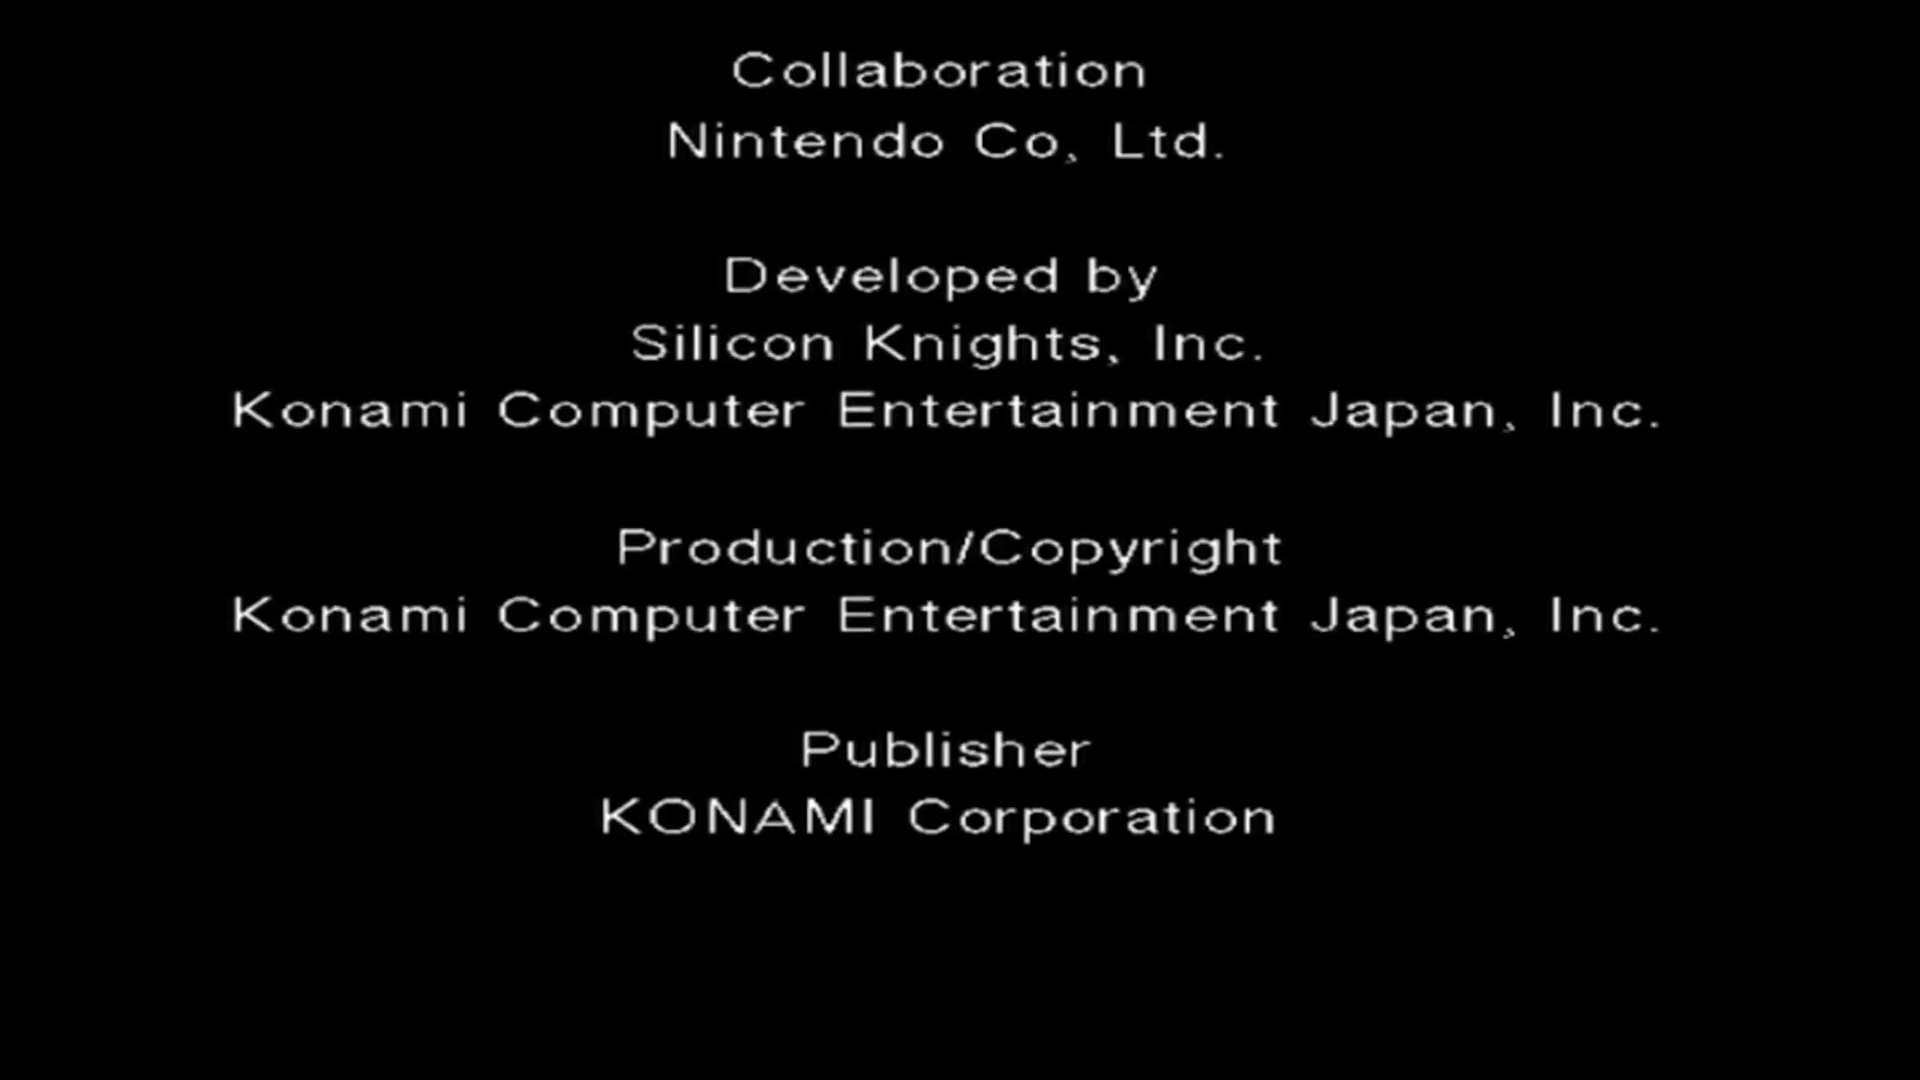 Collaboration
Nintendo Co, Ltd.
Developed by
Silicon Knights, Inc.
Konami Computer Entertainment Japan, Inc.
Production/Copyright
Konami Computer Entertainment Japan, Inc.
Publisher
KONAMI Corporation